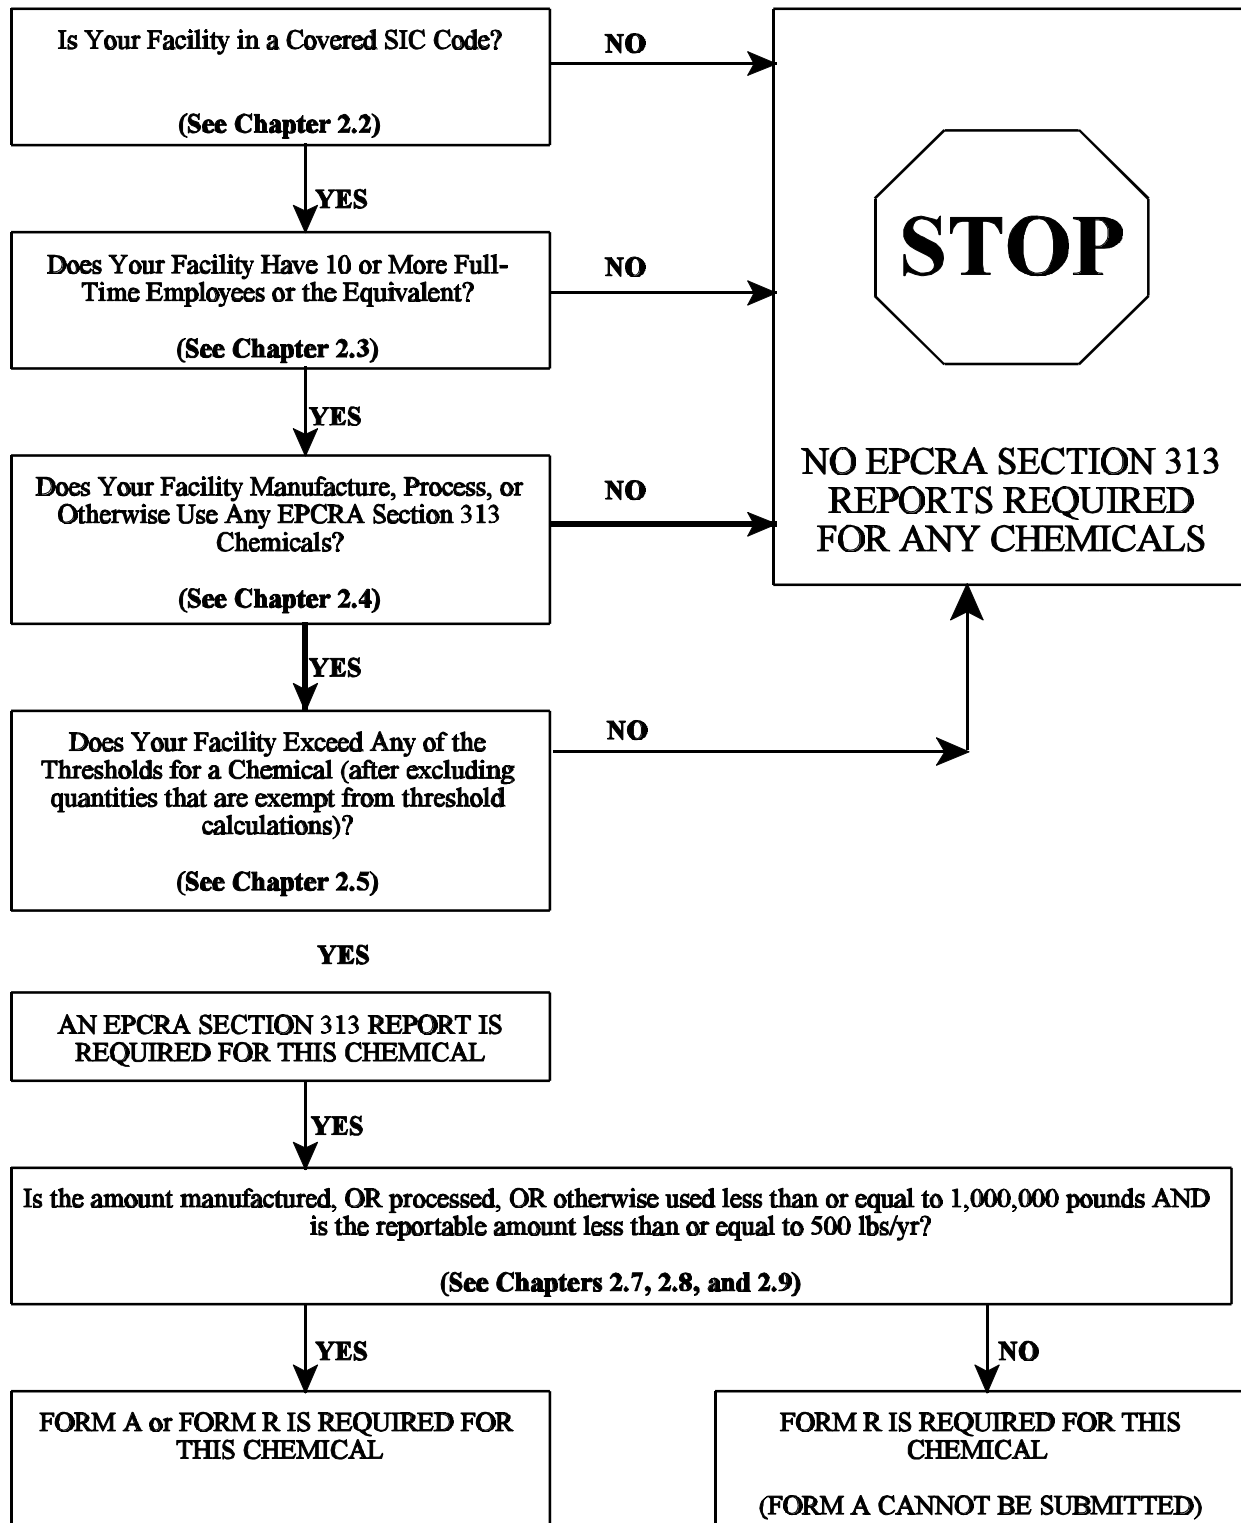 Is Your Facility in a Covered SIC Code?
(See Chapter 2.2)
NO
YES
Does Your Facility Have 10 or More Full-
Time Employees or the Equivalent?
(See Chapter 2.3)
NO
YES
Does Your Facility Manufacture, Process, or
Otherwise Use Any EPCRA Section 313
Chemicals?
(See Chapter 2.4)
NO
YES
Does Your Facility Exceed Any of the
Thresholds for a Chemical (after excluding
quantities that are exempt from threshold
calculations)?
(See Chapter 2.5)
NO
STOP
NO EPCRA SECTION 313
REPORTS REQUIRED
FOR ANY CHEMICALS
YES
AN EPCRA SECTION 313 REPORT IS
REQUIRED FOR THIS CHEMICAL
YES
Is the amount manufactured, OR processed, OR otherwise used less than or equal to 1,000,000 pounds AND
is the reportable amount less than or equal to 500 lbs/yr?
(See Chapters 2.7, 2.8, and 2.9)
YES
NO
FORM A or FORM R IS REQUIRED FOR
THIS CHEMICAL
FORM R IS REQUIRED FOR THIS
CHEMICAL
(FORM A CANNOT BE SUBMITTED)